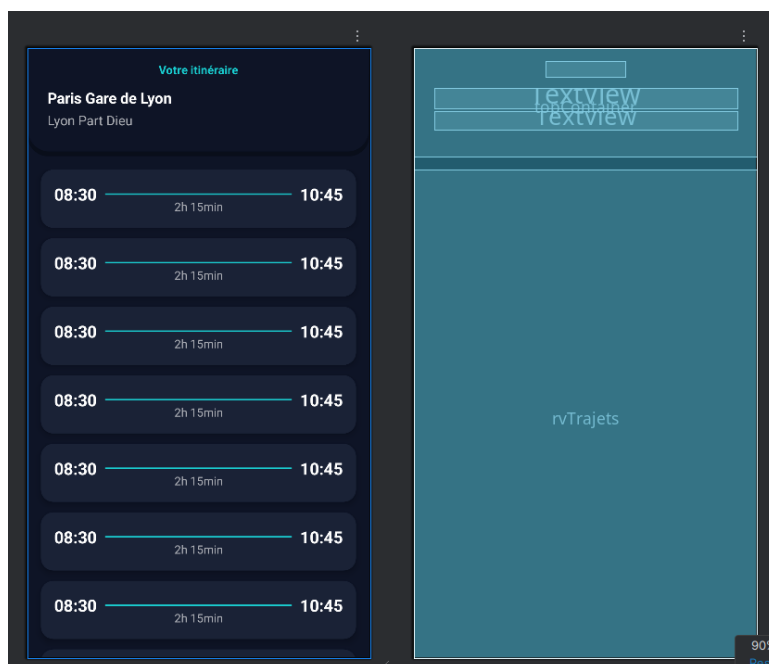 Votre itinéraire
Paris Gare de Lyon
Lyon Part Dieu
08:30 10:45
2h 15min
08:30 10:45
2h 15min
08:30 10:45
2h 15min
08:30 10:45
2h 15min
08:30 10:45
2h 15min
08:30 10:45
2h 15min
08:30 10:45
2h 15min
TextView
topContainer
TextView
rvTrajets
90%